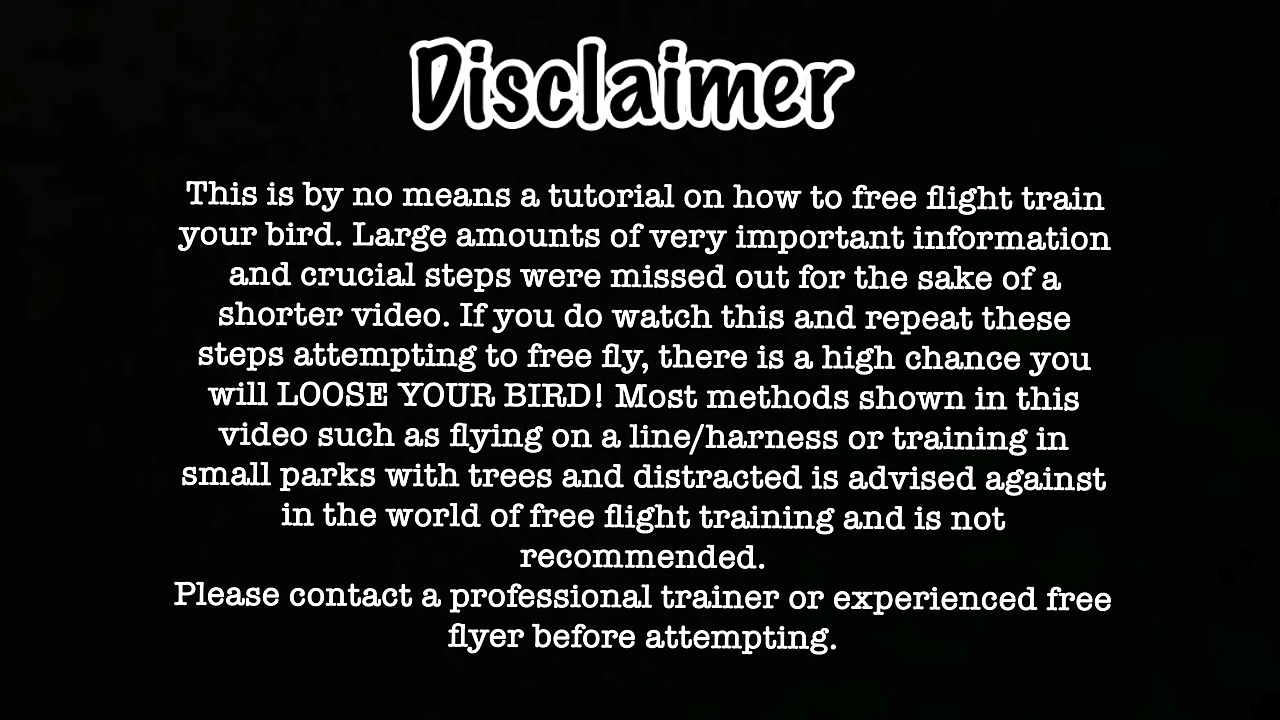 Disclaimer
This is by no means a tutorial on how to free flight train
your bird. Large amounts of very important information
and crucial steps were missed out for the sake of a
shorter video. If you do watch this and repeat these
steps attempting to free fly, there is a high chance you
will LOOSE YOUR BIRD! Most methods shown in this
video such as flying on a line/harness or training in
small parks with trees and distracted is advised against
in the world of free flight training and is not
recommended.
Please contact a professional trainer or experienced free
flyer before attempting.